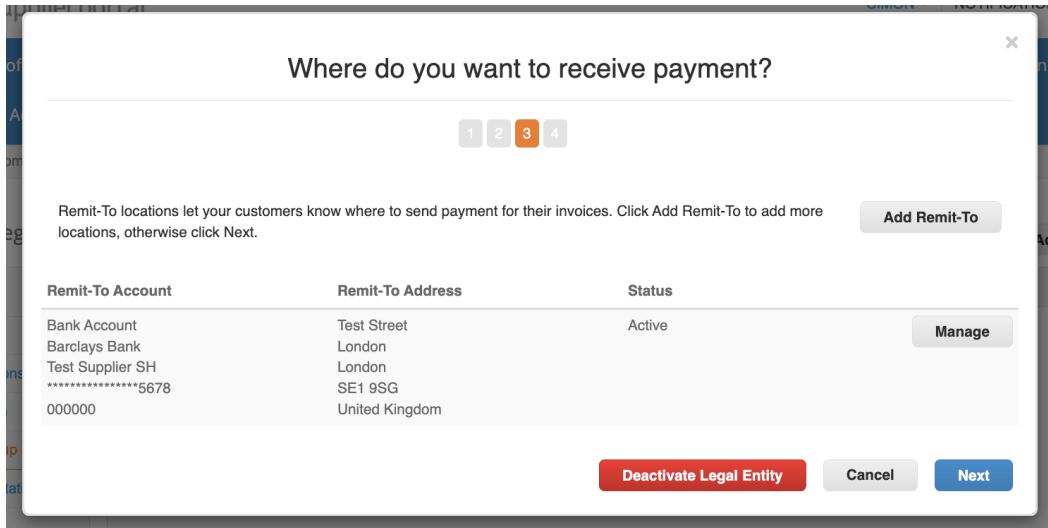 Where do you want to receive payment?
×
1 2 3 4
Remit-To locations let your customers know where to send payment for their invoices. Click Add Remit-To to add more
locations, otherwise click Next.
Add Remit-To
Remit-To Account Remit-To Address Status
Bank Account Test Street Active
Manage
Barclays Bank London
Test Supplier SH London
****************5678 SE1 9SG
000000 United Kingdom
Deactivate Legal Entity Cancel Next